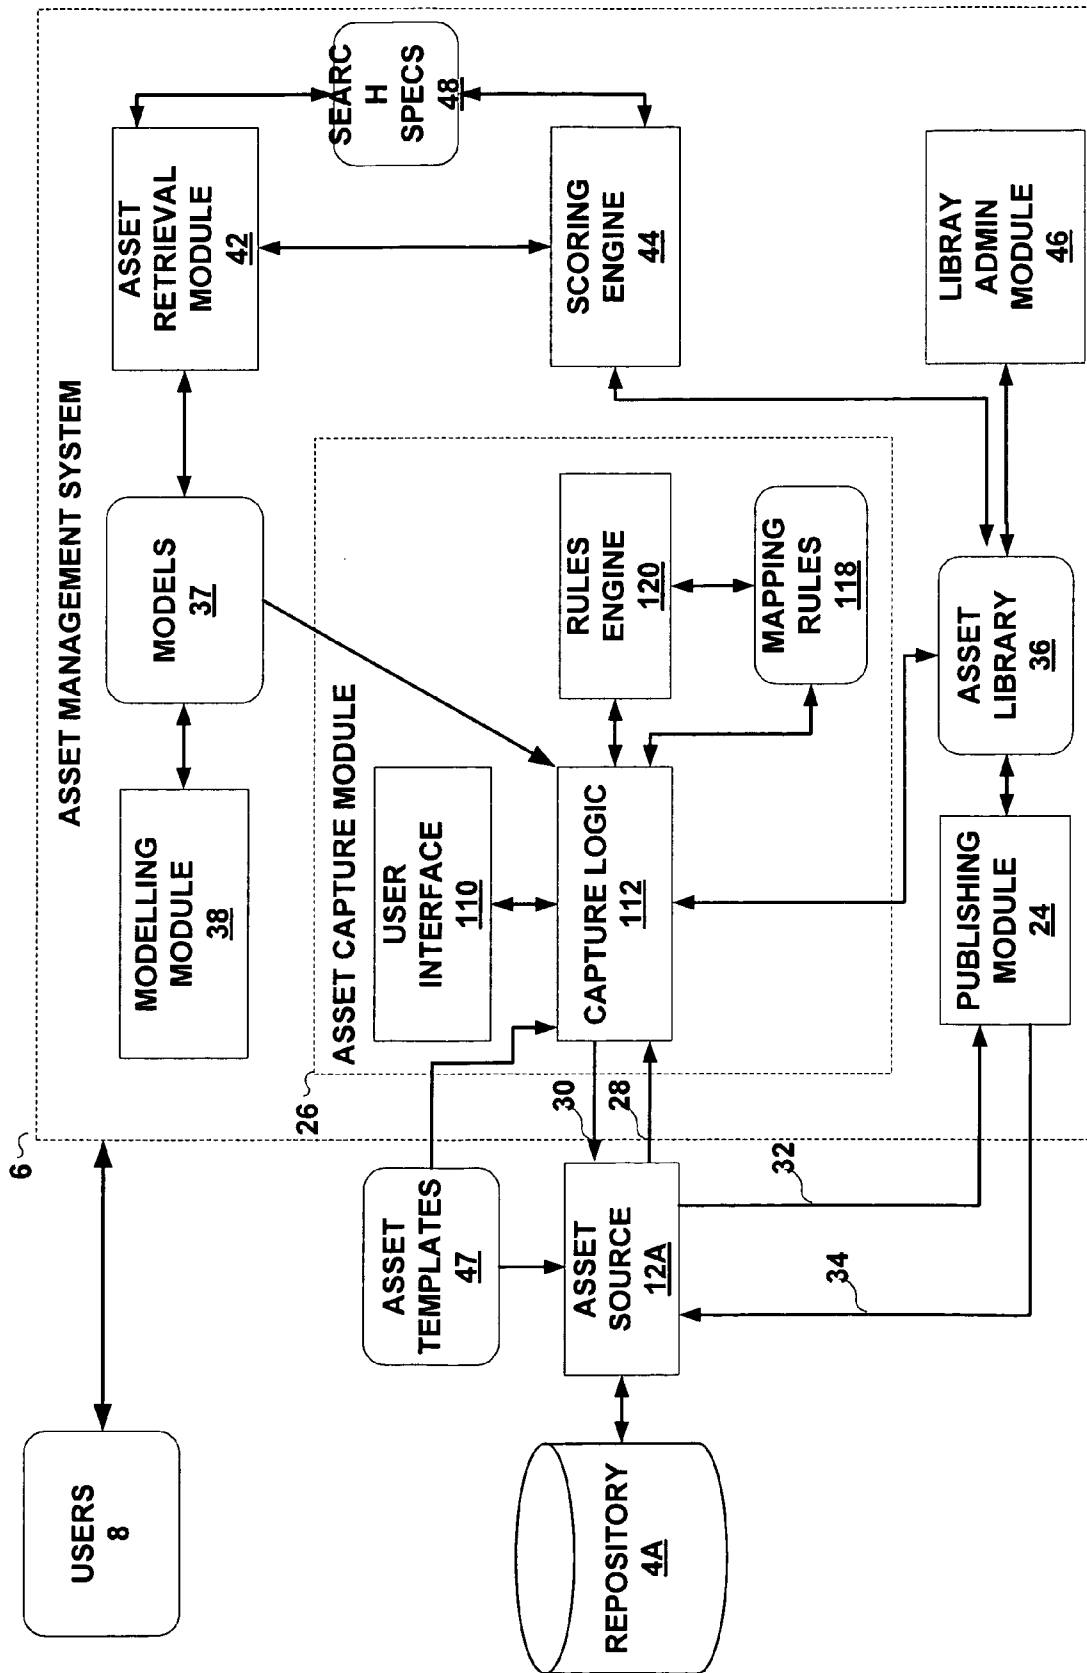 6
ASSET MANAGEMENT SYSTEM
USERS
8
MODELLING
MODULE
38
MODELS
37
ASSET
RETRIEVAL
MODULE
42
SEARC
H
SPECS
48
26
ASSET CAPTURE MODULE
ASSET
TEMPLATES
47
USER
INTERFACE
110
REPOSITORY
4A
ASSET
SOURCE
12A
30
28
CAPTURE LOGIC
112
RULES
ENGINE
120
MAPPING
RULES
118
SCORING
ENGINE
44
32
34
PUBLISHING
MODULE
24
ASSET
LIBRARY
36
LIBRAY
ADMIN
MODULE
46